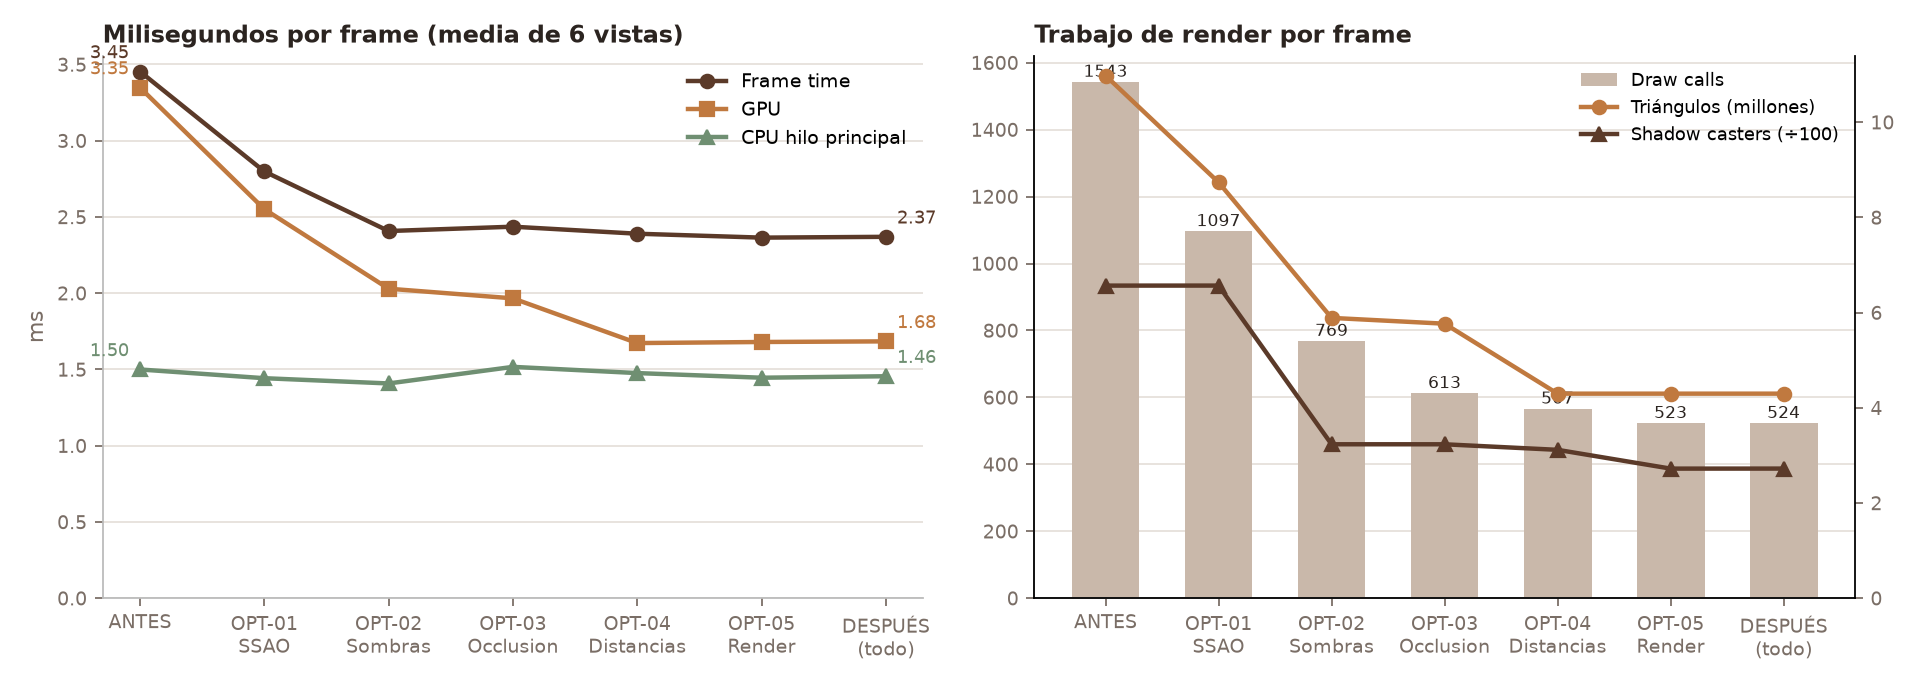 Milisegundos por frame (media de 6 vistas)
3.45
3.35
3.5
3.0
2.5
2.0
1.5
1.0
0.5
0.0
ms
Frame time
GPU
CPU hilo principal
2.37
1.68
1.50
1.46
ANTES
OPT-01
SSAO
OPT-02
Sombras
OPT-03
Occlusion
OPT-04
Distancias
OPT-05
Render
DESPUÉS
(todo)
Trabajo de render por frame
1600
1400
1200
1000
800
600
400
200
0
1543
1097
769
613
523
524
Draw calls
Triángulos (millones)
Shadow casters (÷100)
10
8
6
4
2
0
ANTES
OPT-01
SSAO
OPT-02
Sombras
OPT-03
Occlusion
OPT-04
Distancias
OPT-05
Render
DESPUÉS
(todo)